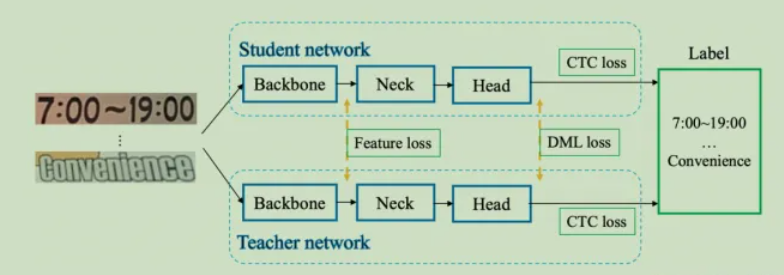 Student network
CTC loss
Label
Backbone
Neck
Head
7:00~19:00
Convenience
Feature loss
DML loss
7:00~19:00
...
Convenience
Backbone
Neck
Head
CTC loss
Teacher network